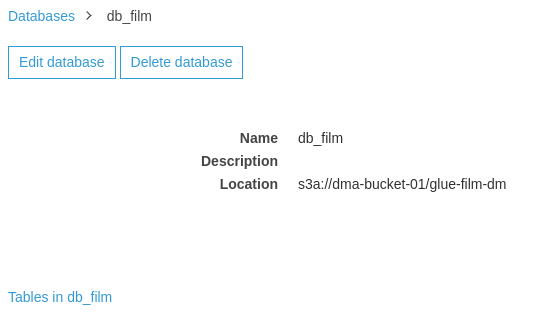 Databases > db_film
Edit database Delete database
Name db_film
Description
Location s3a://dma-bucket-01/glue-film-dm
Tables in db_film